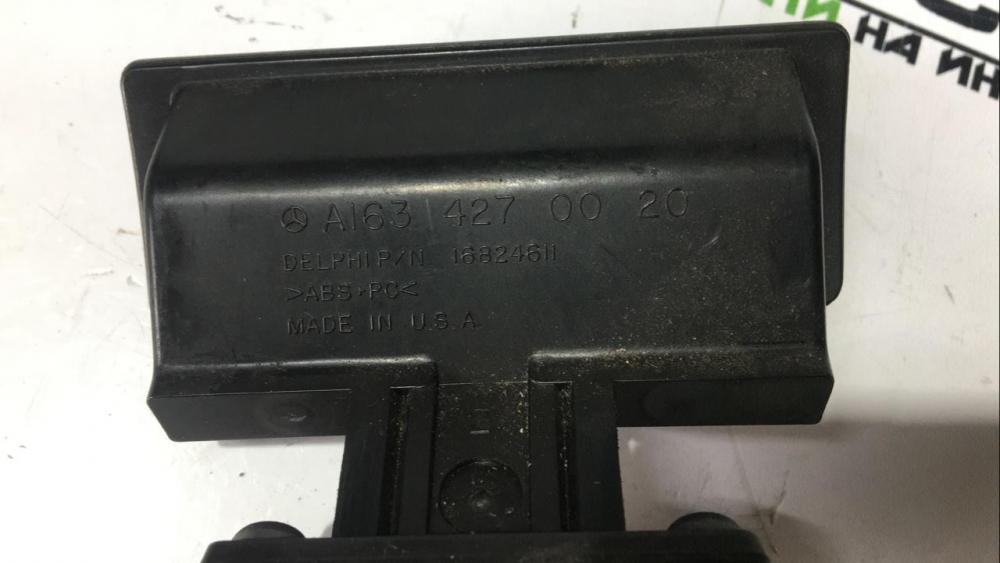 A163 427 00 20
DELPHI P/N 16824611
>ABS+PC<
MADE IN U.S.A
НА ИН